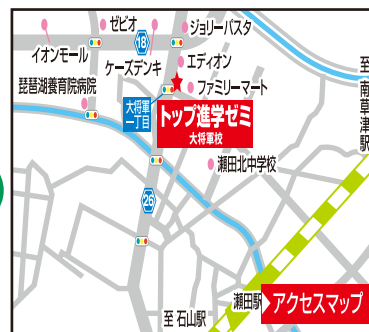 ゼビオ
ジョリーパスタ
イオンモール
18
ケーズデンキ
エディオン
至 南草津駅
琵琶湖養育院病院
ファミリーマート
大将軍
一丁目
トップ進学ゼミ
大将軍校
瀬田北中学校
26
瀬田駅
アクセスマップ
至 石山駅